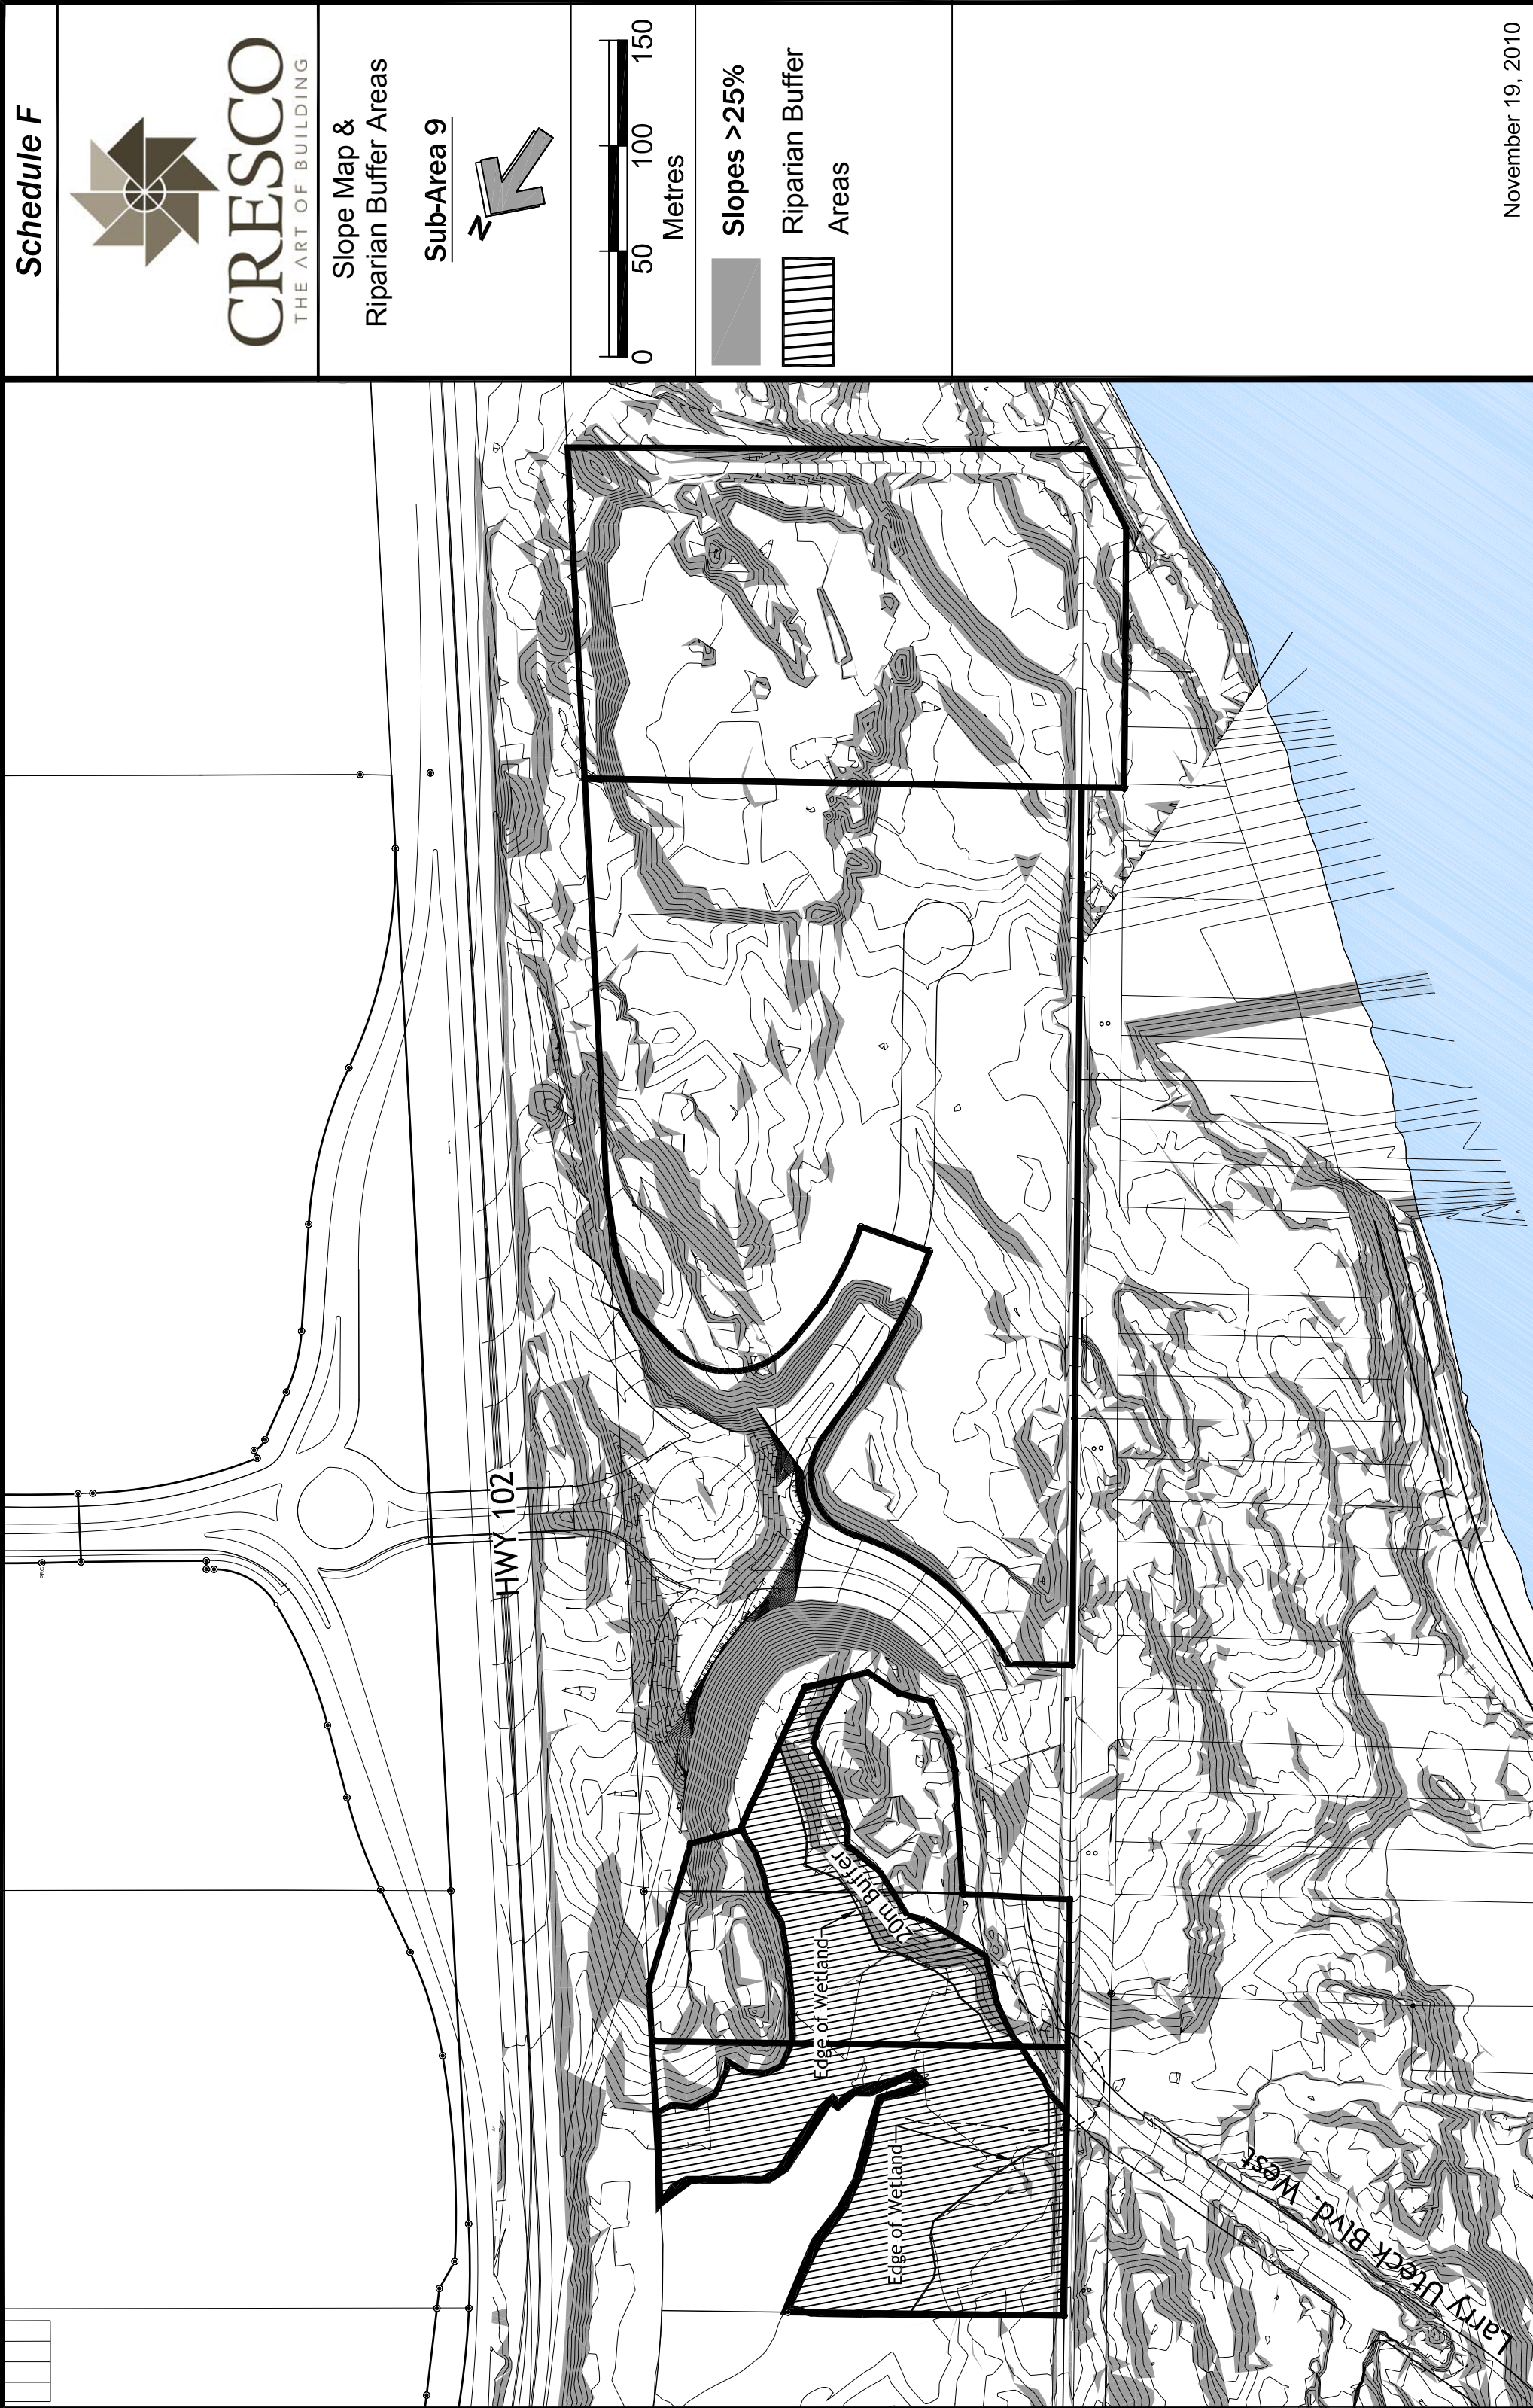 Schedule F
CRESCO
THE ART OF BUILDING
Slope Map &
Riparian Buffer Areas
Sub-Area 9
N
0 50 100 150
Metres
Slopes >25%
Riparian Buffer
Areas
November 19, 2010
HWY 102
20m Buffer
Edge of Wetland
Edge of Wetland
Larry Uteck Blvd. West